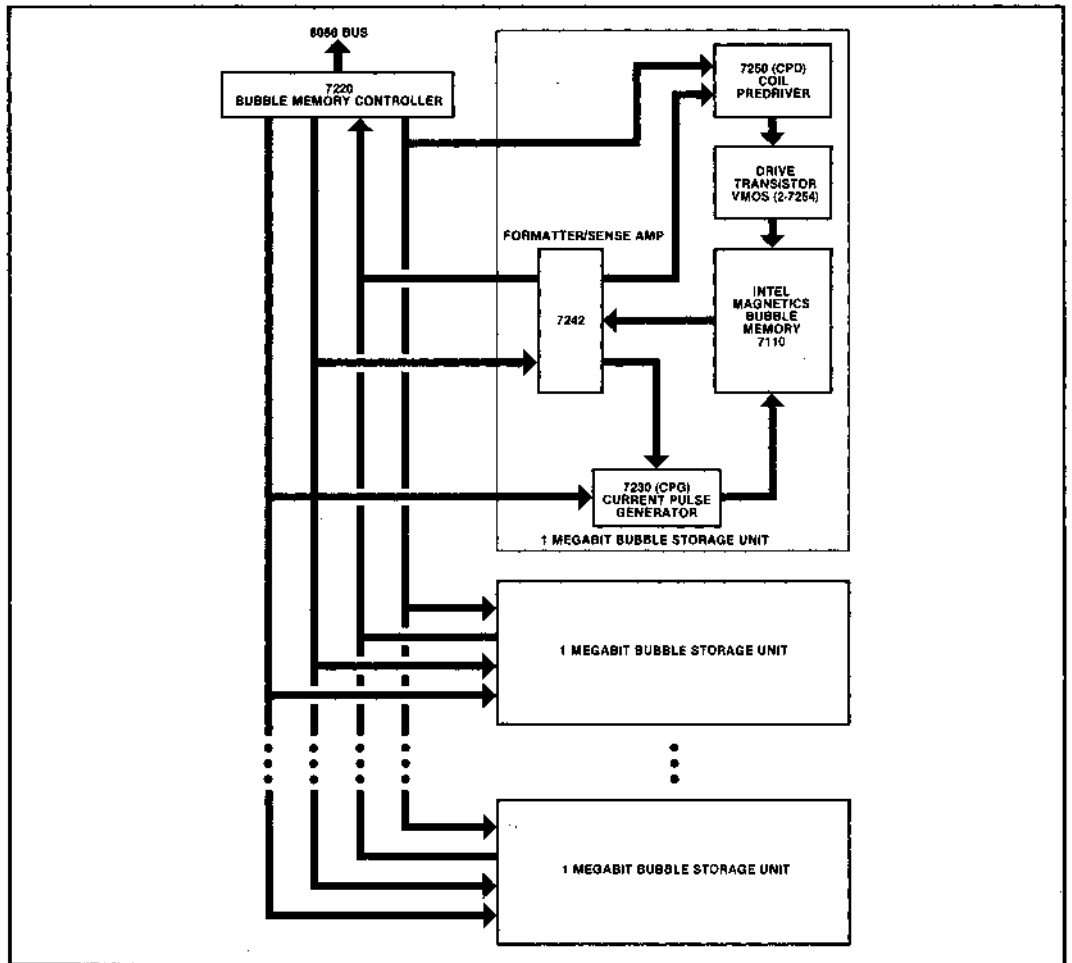 BUS
7220
BUBBLE MEMORY CONTROLLER
7250 (CPD)
COIL
PREDRIVER
DRIVE
TRANSISTOR
VMOS (2-7254)
FORMATTER/SENSE AMP
7242
INTEL
MAGNETICS
BUBBLE
MEMORY
7110
7230 (CPG)
CURRENT PULSE
GENERATOR
1 MEGABIT BUBBLE STORAGE UNIT
1 MEGABIT BUBBLE STORAGE UNIT
1 MEGABIT BUBBLE STORAGE UNIT